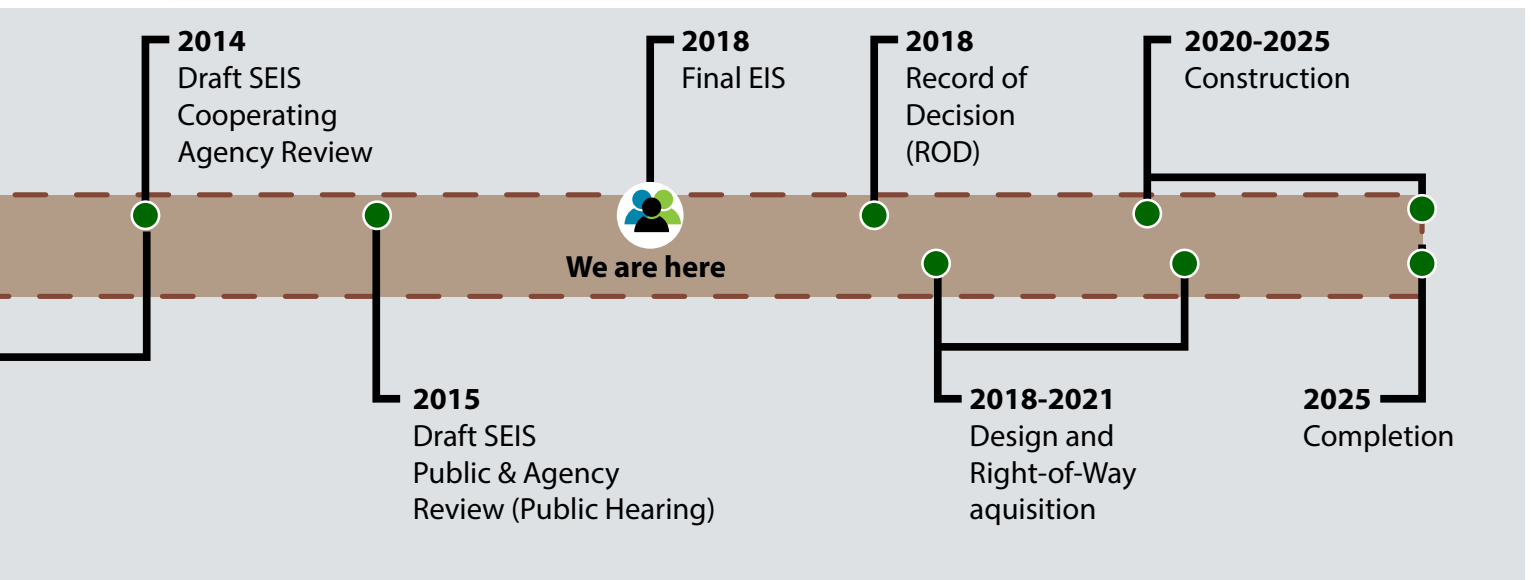 2014
Draft SEIS
Cooperating
Agency Review
2018
Final EIS
2018
Record of
Decision
(ROD)
2020-2025
Construction
We are here
2015
Draft SEIS
Public & Agency
Review (Public Hearing)
2018-2021
Design and
Right-of-Way
aquisition
2025
Completion